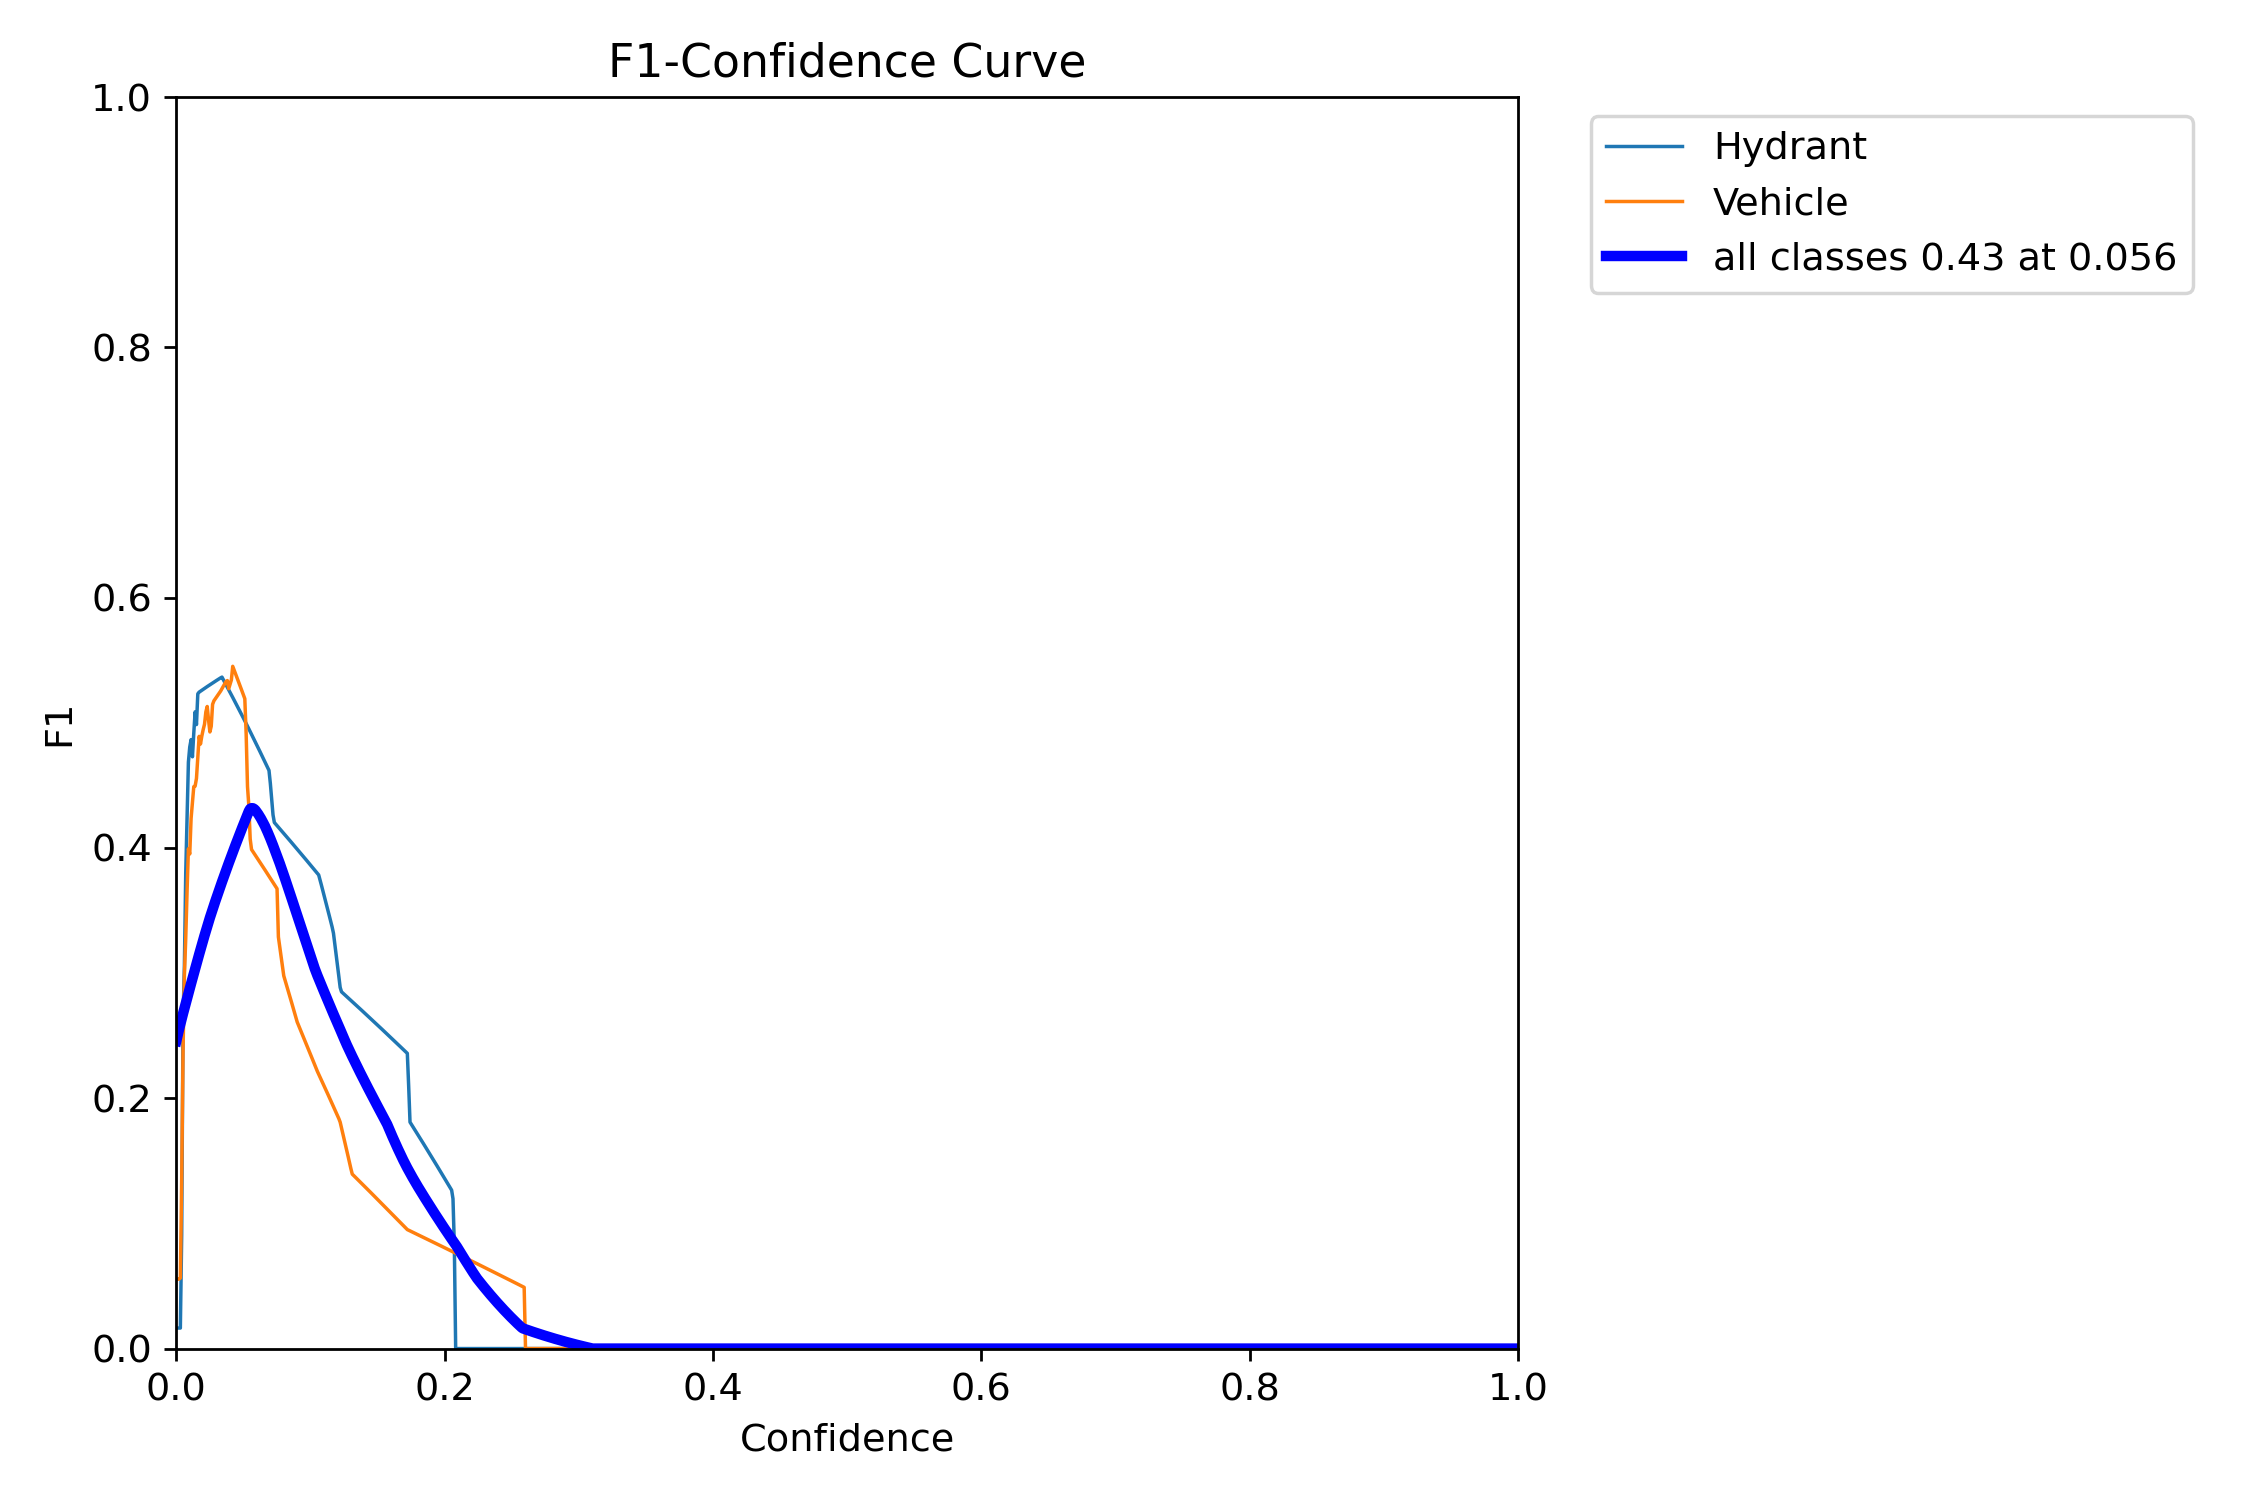 F1-Confidence Curve
1.0
0.8
0.6
0.4
0.2
0.0
F1
0.0 0.2 0.4 0.6 0.8 1.0
Confidence
Hydrant
Vehicle
all classes 0.43 at 0.056